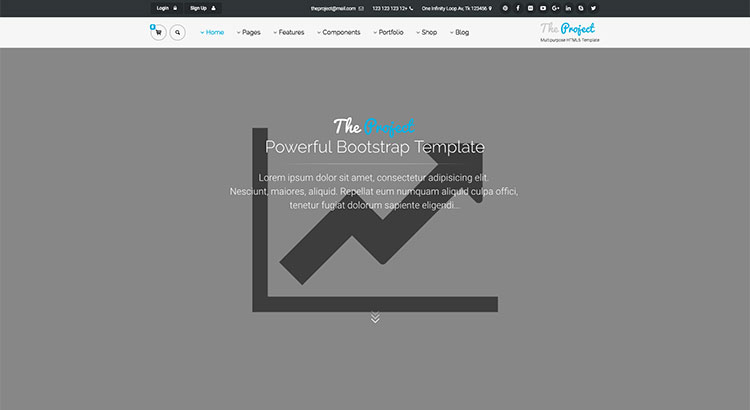 Login
Sign Up
theproject@mail.com
123 123 123 12+
One Infinity Loop Av, Tk 123456
0
Home
Pages
Features
Components
Portfolio
Shop
Blog
The Project
Multipurpose HTML5 Template
The Project
Powerful Bootstrap Template
Lorem ipsum dolor sit amet, consectetur adipisicing elit.
Nesciunt, maiores, aliquid. Repellat eum numquam aliquid culpa offici,
tenetur fugiat dolorum sapiente eligendi...